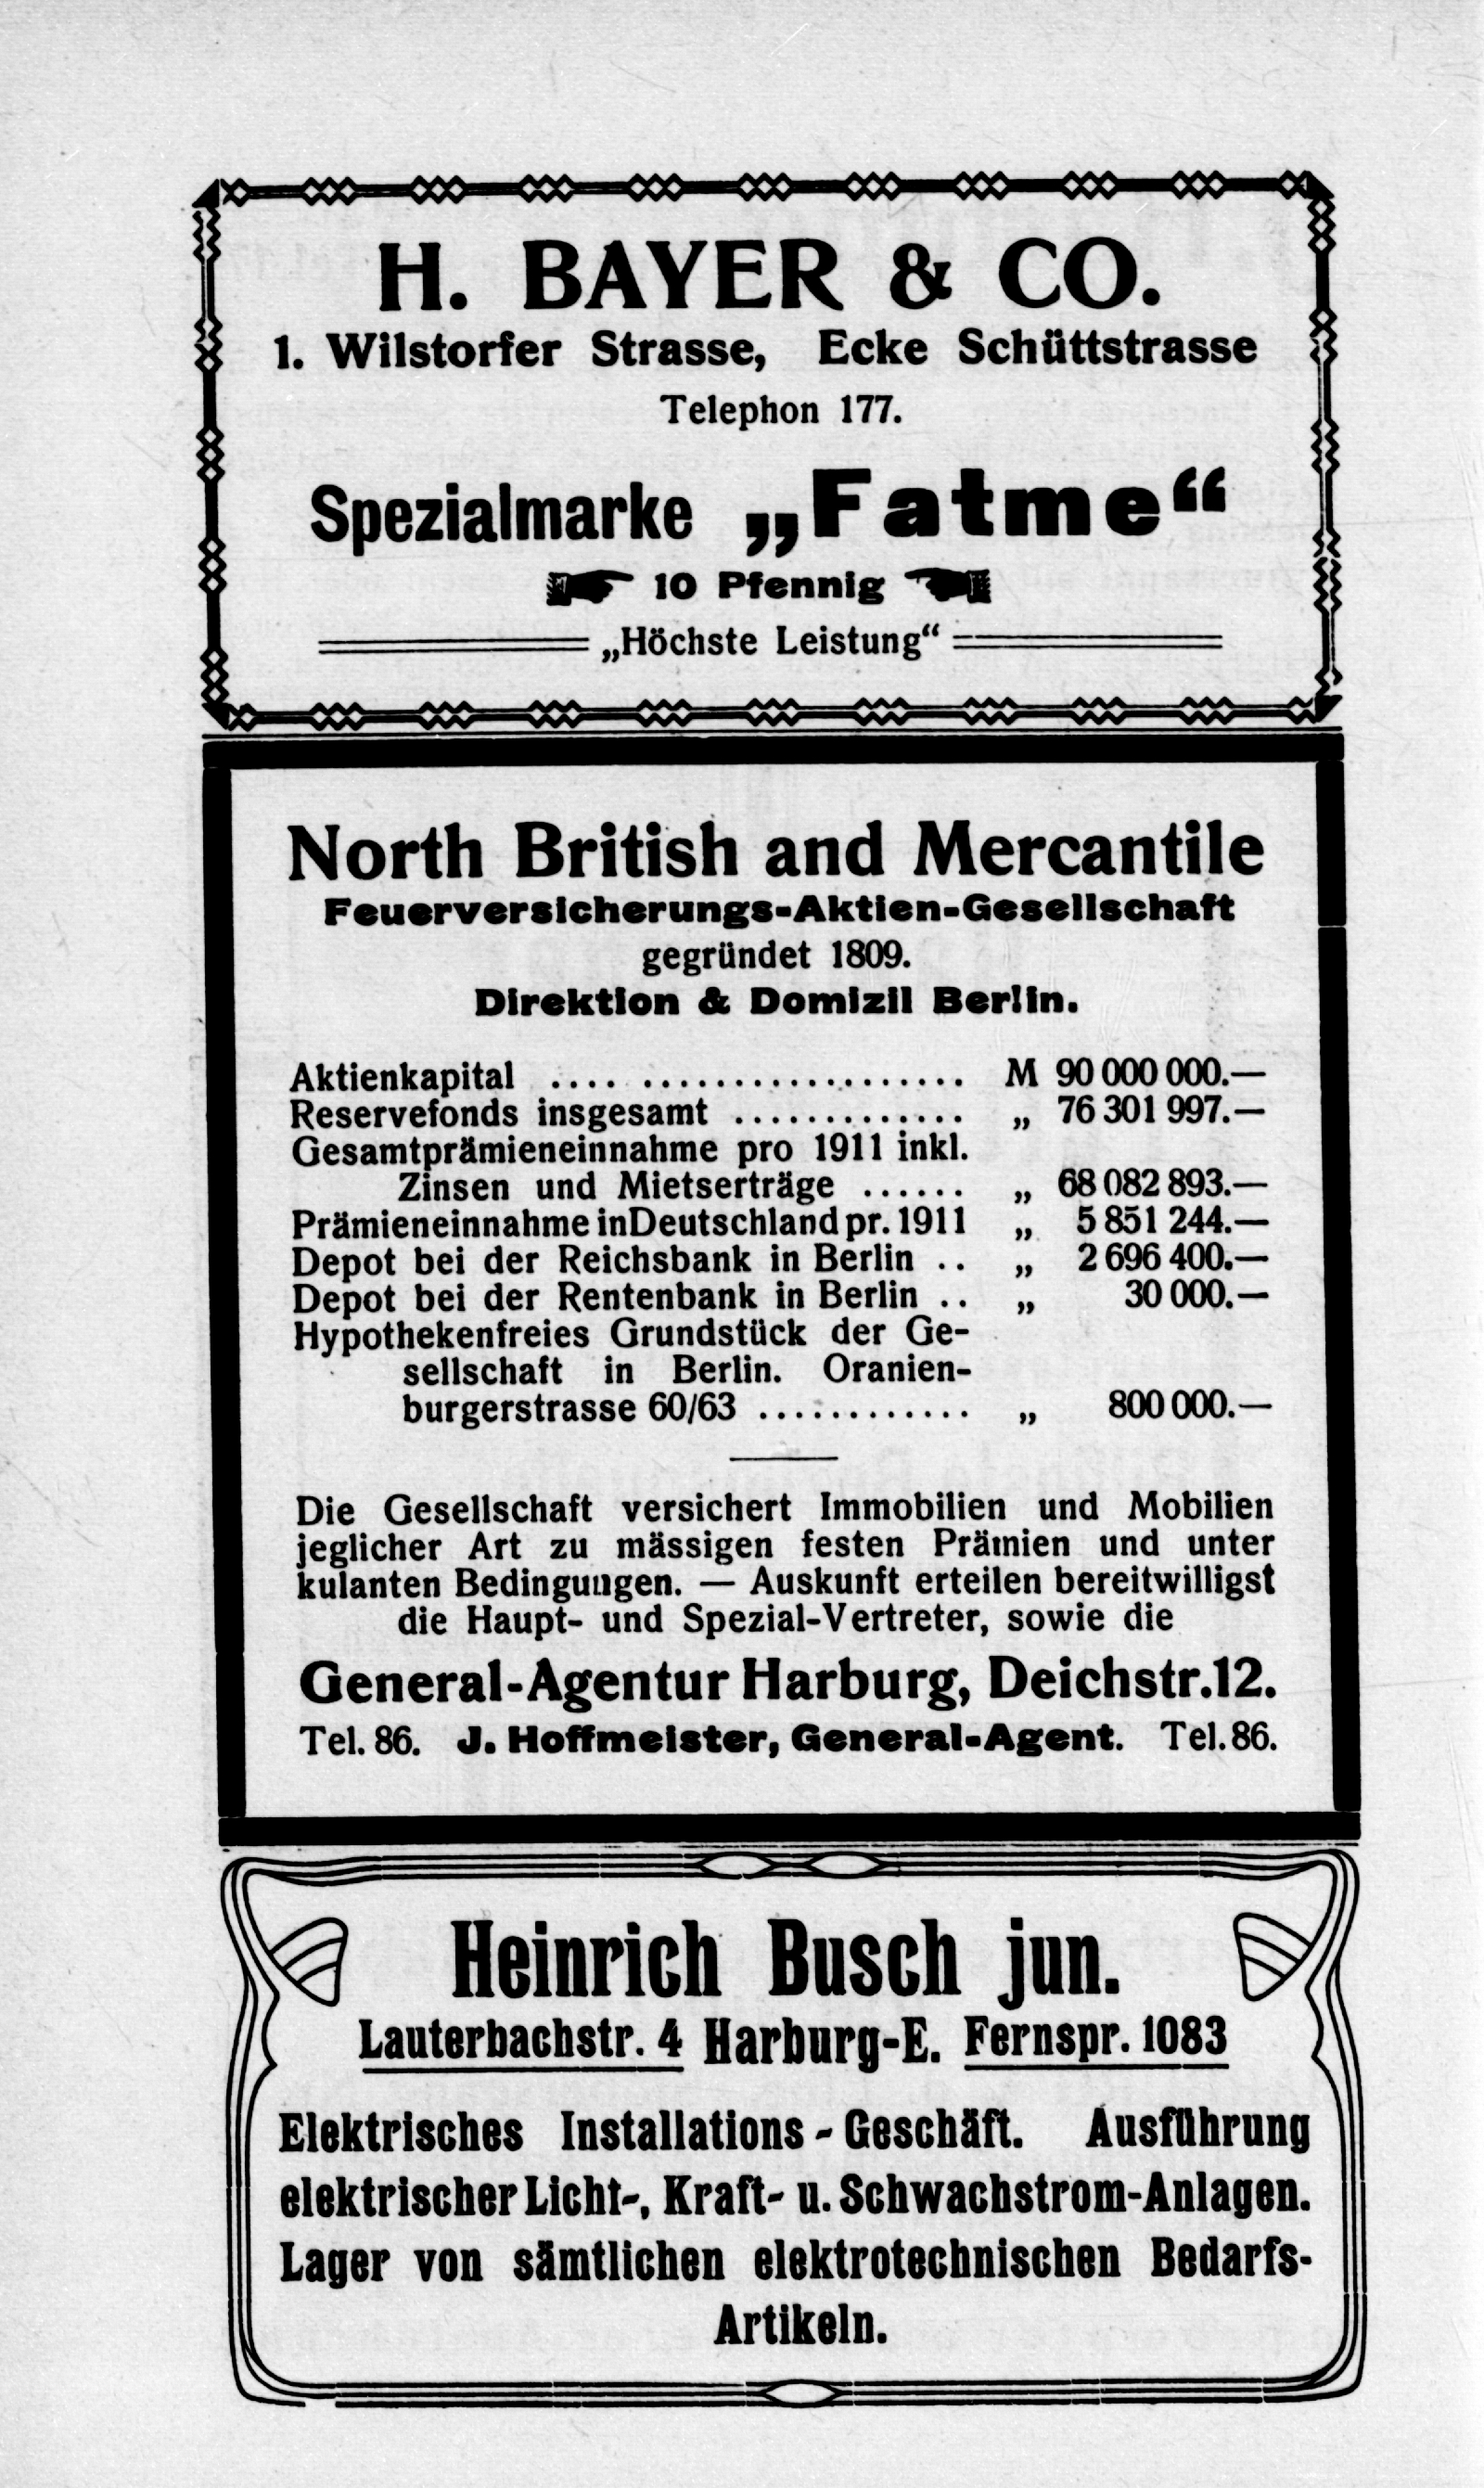 H. BAYER & CO.
1. Wilstorfer Strasse, Ecke Schüttstrasse
Telephon 177.
Spezialmarke „Fatme“
10 Pfennig
„Höchste Leistung“
North British and Mercantile
Feuerversicherungs-Aktien-Gesellschaft
gegründet 1809.
Direktion & Domizil Berlin.
Aktienkapital .... .................. M 90 000 000.—
Reservefonds insgesamt ............. „ 76 301 997.—
Gesamtprämieneinnahme pro 1911 inkl.
Zinsen und Mietserträge ...... „ 68 082 893.—
Prämieneinnahme in Deutschland pr. 1911 „ 5 851 244.—
Depot bei der Reichsbank in Berlin .. „ 2 696 400.—
Depot bei der Rentenbank in Berlin .. „ 30 000.—
Hypothekenfreies Grundstück der Ge-
sellschaft in Berlin. Oranien-
burgerstrasse 60/63 ............ „ 800 000.—
Die Gesellschaft versichert Immobilien und Mobilien
jeglicher Art zu mässigen festen Prämien und unter
kulanten Bedingungen. — Auskunft erteilen bereitwilligst
die Haupt- und Spezial-Vertreter, sowie die
General-Agentur Harburg, Deichstr. 12.
Tel. 86. J. Hoffmeister, General-Agent. Tel. 86.
Heinrich Busch jun.
Lauterbachstr. 4 Harburg-E. Fernspr. 1083
Elektrisches Installations-Geschäft. Ausführung
elektrischer Licht-, Kraft- u. Schwachstrom-Anlagen.
Lager von sämtlichen elektrotechnischen Bedarfs-
Artikeln.